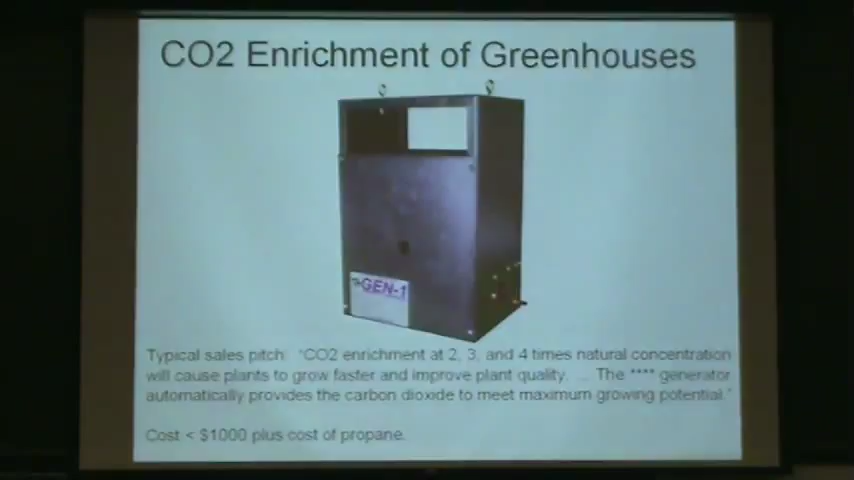 CO2 Enrichment of Greenhouses
GEN-1
Typical sales pitch: "CO2 enrichment at 2, 3, and 4 times natural concentration
will cause plants to grow faster and improve plant quality. ... The **** generator
automatically provides the carbon dioxide to meet maximum growing potential."
Cost < $1000 plus cost of propane.